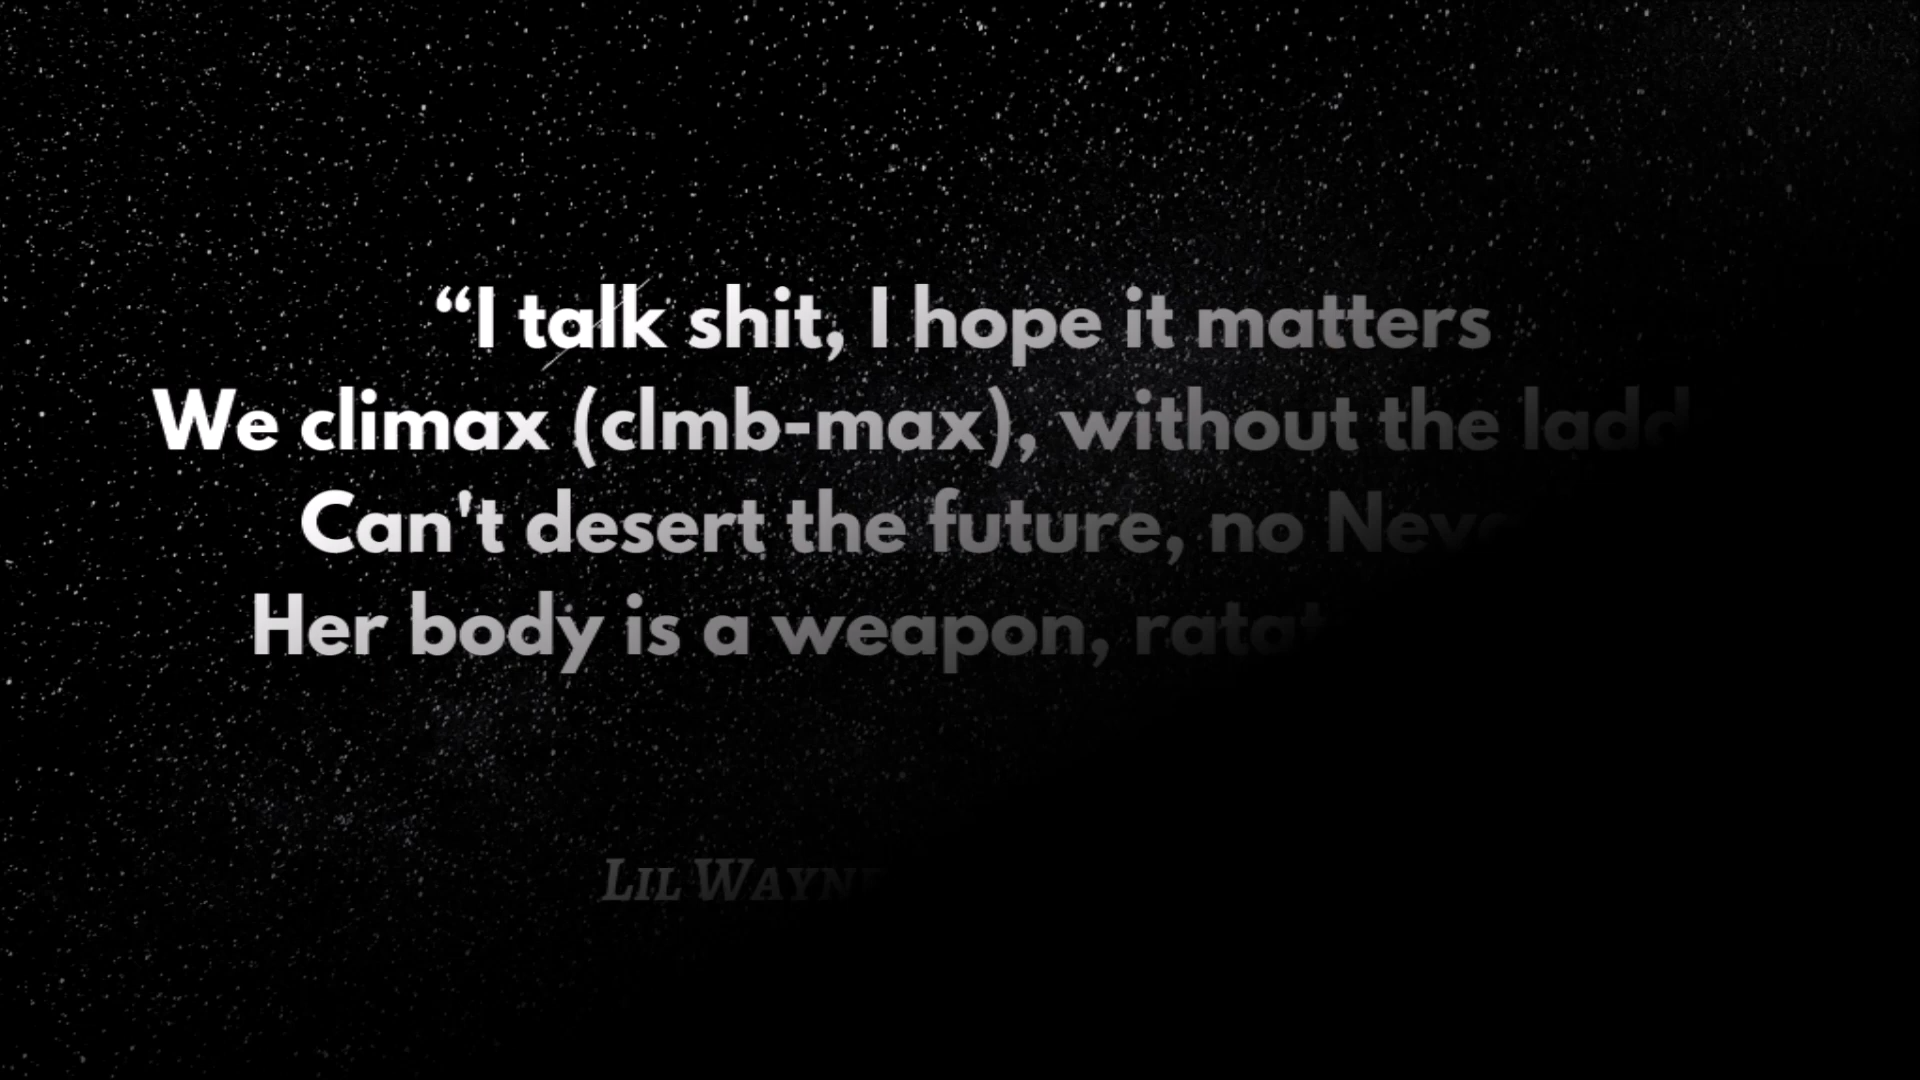 “I talk shit, I hope it matters
We climax (clmb-max), without the
Can't desert the future, no
Her body is a weapon,
LIL WAYNE